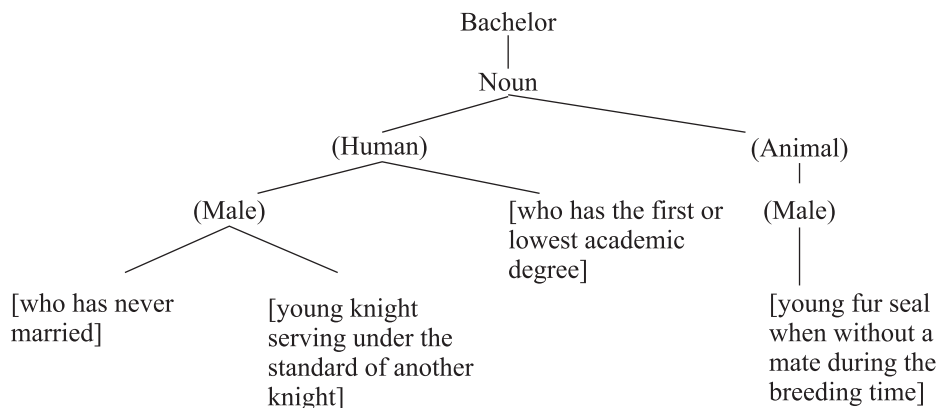 Bachelor
Noun
(Human)
(Animal)
(Male)
[who has the first or
lowest academic
degree]
(Male)
[who has never
married]
[young knight
serving under the
standard of another
knight]
[young fur seal
when without a
mate during the
breeding time]